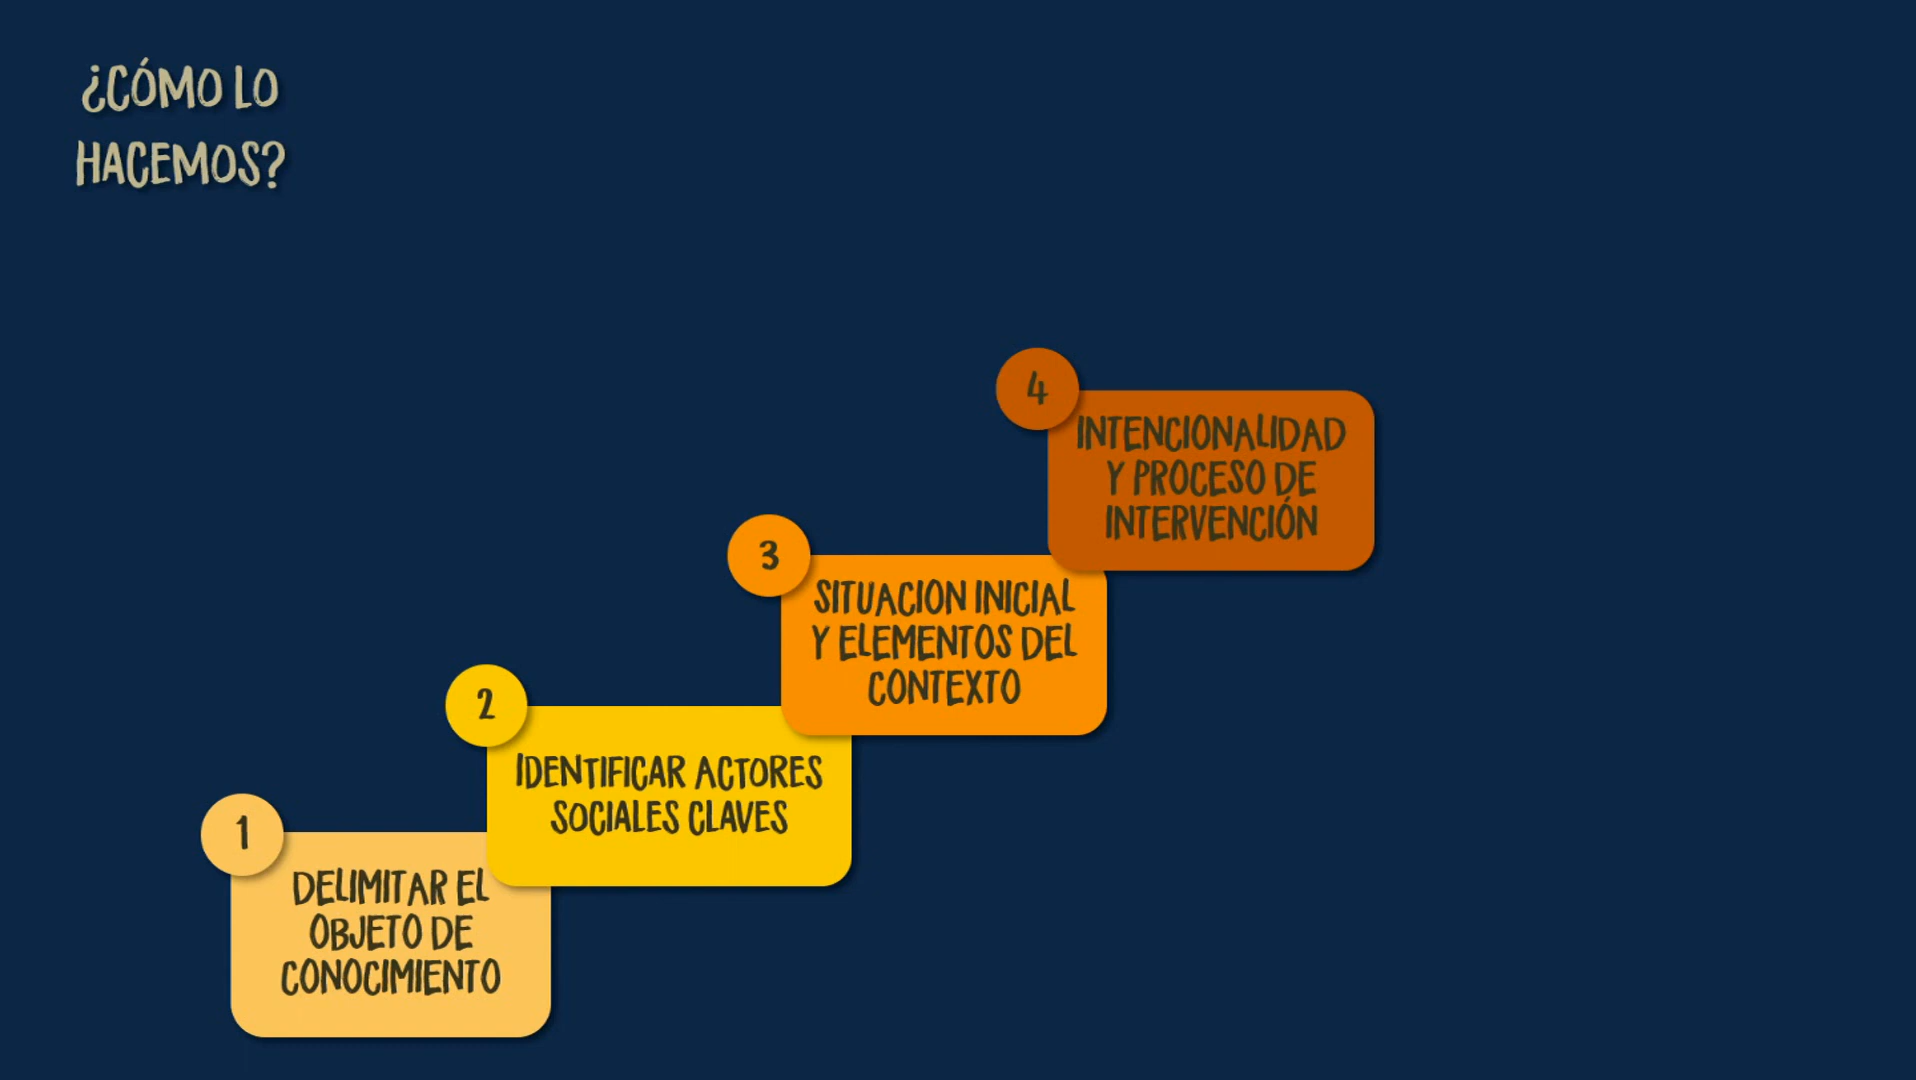 ¿CÓMO LO
HACEMOS?
1
DELIMITAR EL
OBJETO DE
CONOCIMIENTO
2
IDENTIFICAR ACTORES
SOCIALES CLAVES
3
SITUACION INICIAL
Y ELEMENTOS DEL
CONTEXTO
4
INTENCIONALIDAD
Y PROCESO DE
INTERVENCIÓN